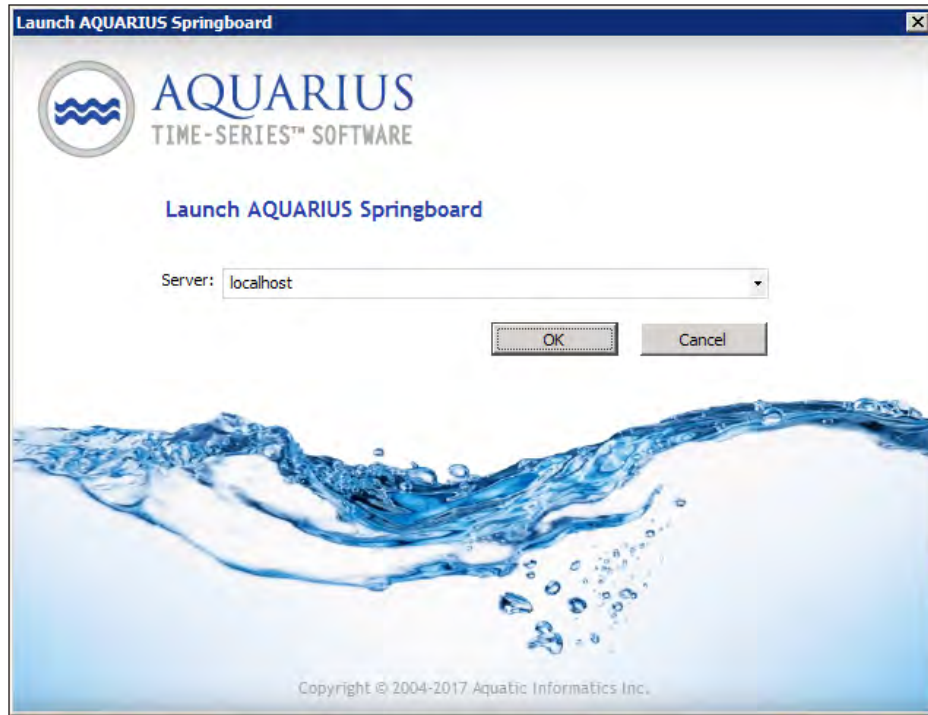 Launch AQUARIUS Springboard
AQUARIUS
TIME-SERIES™ SOFTWARE
Launch AQUARIUS Springboard
Server: localhost
OK Cancel
Copyright © 2004-2017 Aquatic Informatics Inc.